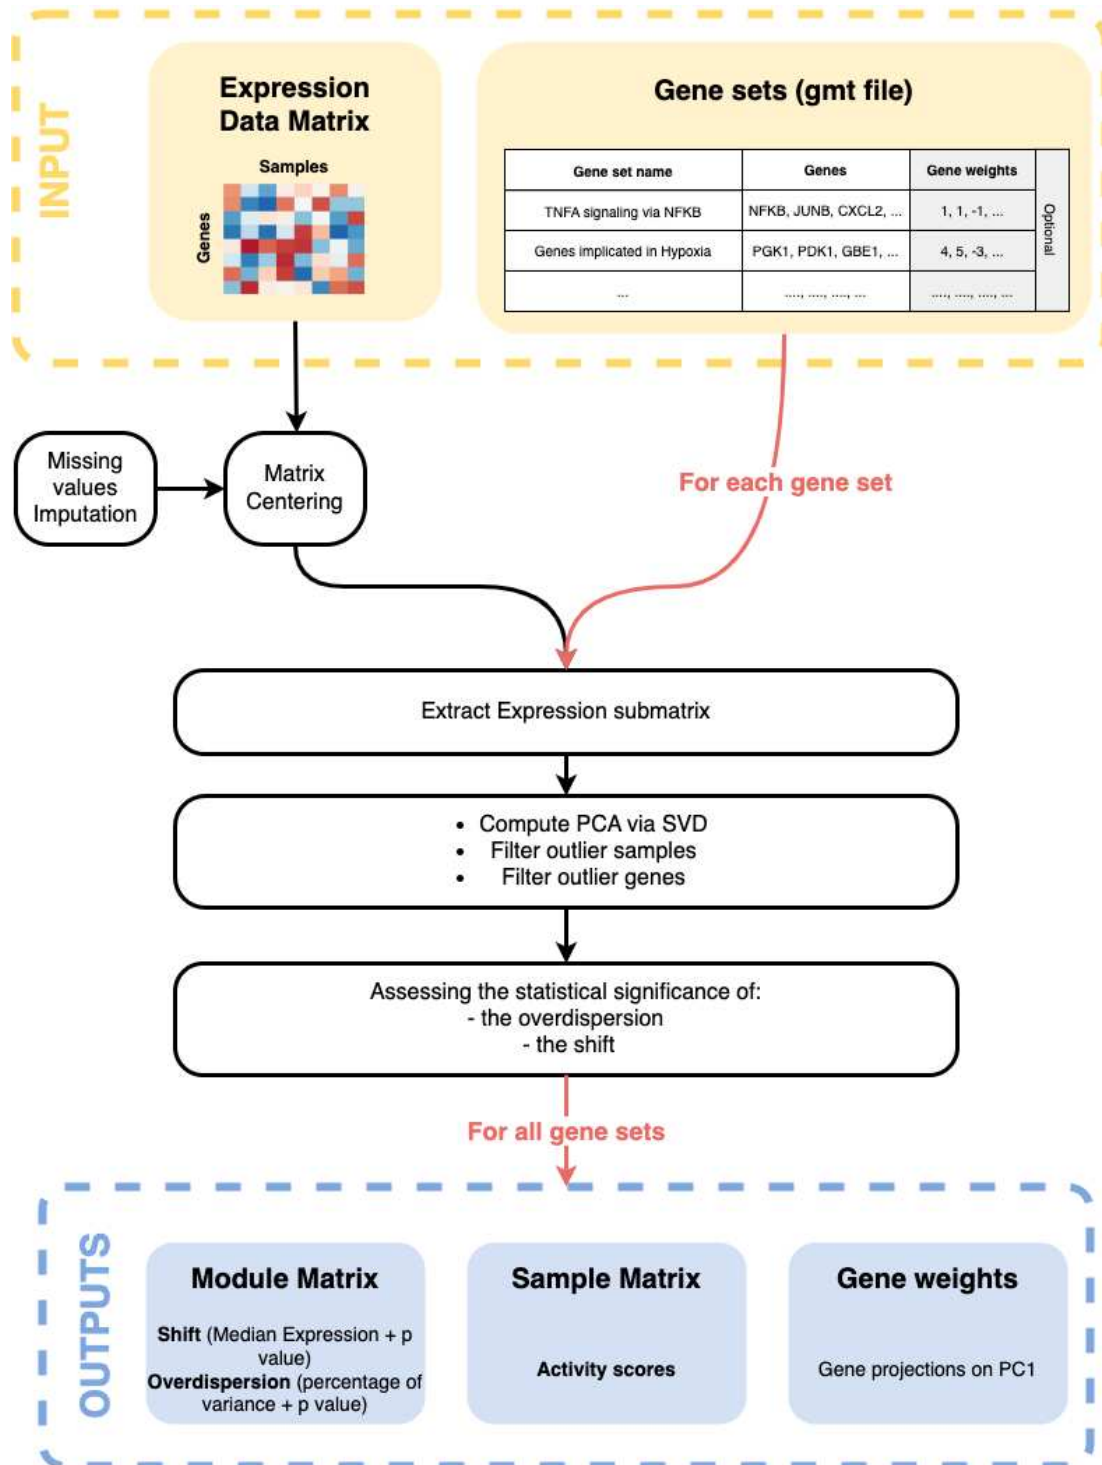 INPUT
Expression
Data Matrix
Samples
Genes
Gene sets (gmt file)
Gene set name Genes Gene weights
TNFA signaling via NFKB NFKB, JUNB, CXCL2, ... 1, 1, -1, ...
Genes implicated in Hypoxia PGK1, PDK1, GBE1, ... 4, 5, -3, ...
... ...., ...., ...., ... ...., ...., ...., ...
Optional
Missing
values
Imputation
Matrix
Centering
For each gene set
Extract Expression submatrix
• Compute PCA via SVD
• Filter outlier samples
• Filter outlier genes
Assessing the statistical significance of:
- the overdispersion
- the shift
For all gene sets
OUTPUTS
Module Matrix
Shift (Median Expression + p
value)
Overdispersion (percentage of
variance + p value)
Sample Matrix
Activity scores
Gene weights
Gene projections on PC1